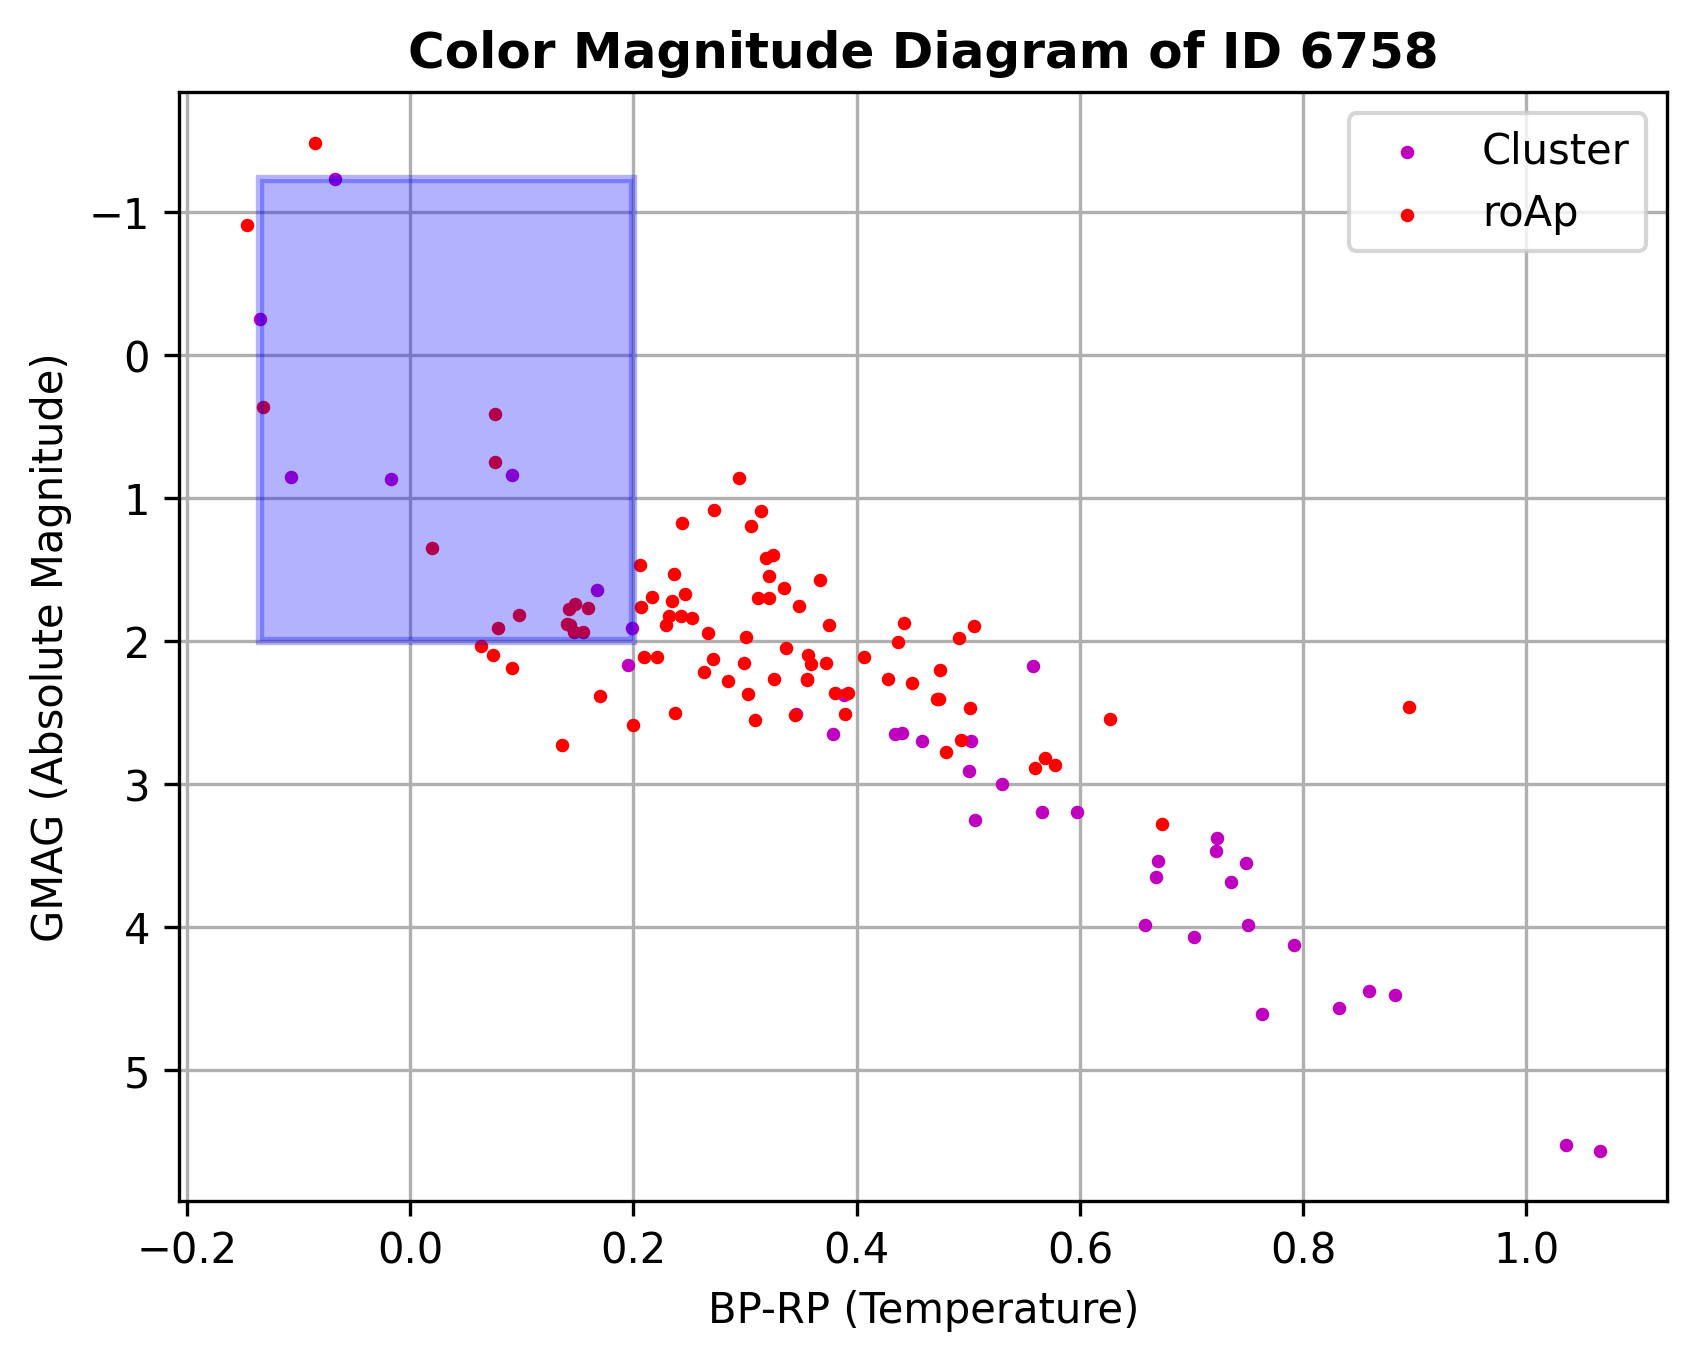 Color Magnitude Diagram of ID 6758
Cluster
roAp
GMAG (Absolute Magnitude)
−1
0
1
2
3
4
5
−0.2 0.0 0.2 0.4 0.6 0.8 1.0
BP-RP (Temperature)